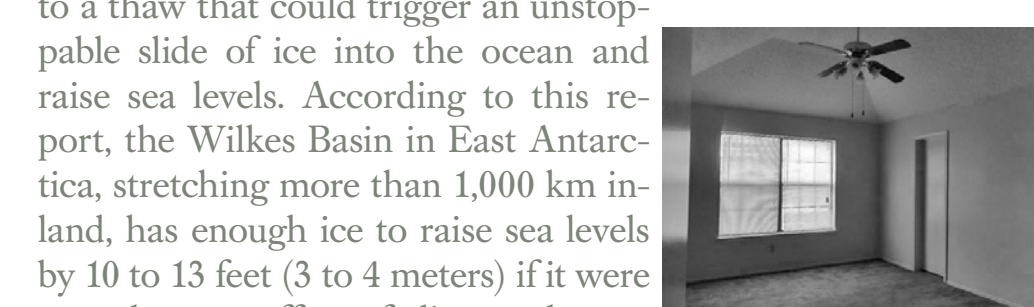 to a thaw that could trigger an unstop-
pable slide of ice into the ocean and
raise sea levels. According to this re-
port, the Wilkes Basin in East Antarc-
tica, stretching more than 1,000 km in-
land, has enough ice to raise sea levels
by 10 to 13 feet (3 to 4 meters) if it were